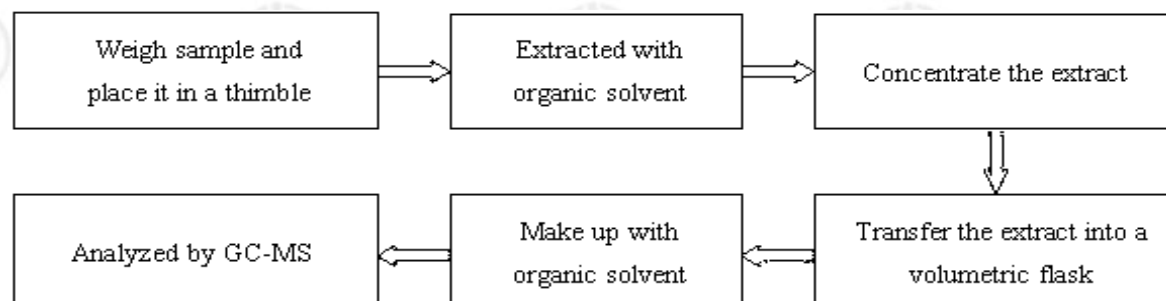 Weigh sample and
place it in a thimble
Extracted with
organic solvent
Concentrate the extract
Transfer the extract into a
volumetric flask
Make up with
organic solvent
Analyzed by GC-MS